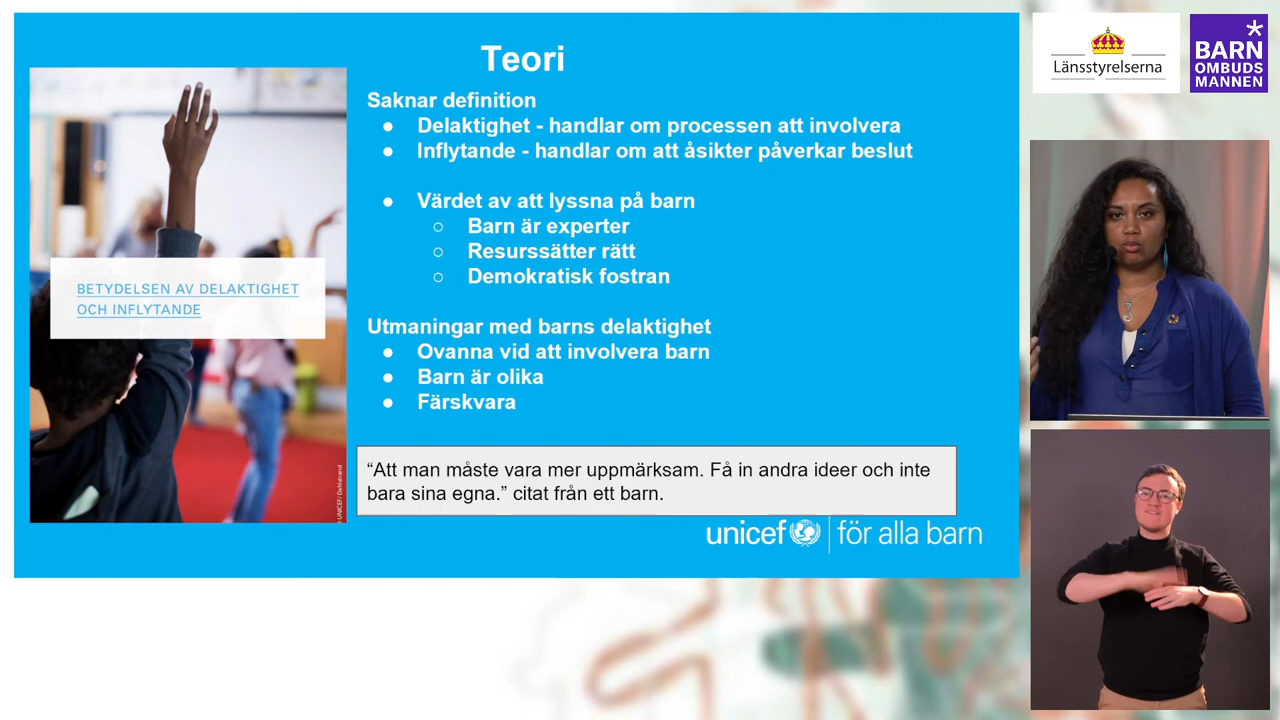 Teori
Saknar definition
● Delaktighet - handlar om processen att involvera
● Inflytande - handlar om att åsikter påverkar beslut
● Värdet av att lyssna på barn
○ Barn är experter
○ Resurssätter rätt
○ Demokratisk fostran
Utmaningar med barns delaktighet
● Ovanna vid att involvera barn
● Barn är olika
● Färskvara
“Att man måste vara mer uppmärksam. Få in andra ideer och inte
bara sina egna.” citat från ett barn.
BETYDELSEN AV DELAKTIGHET
OCH INFLYTANDE
UNICEF/ Dahlstrand
unicef för alla barn
Länsstyrelserna
BARN
OMBUDS
MANNEN